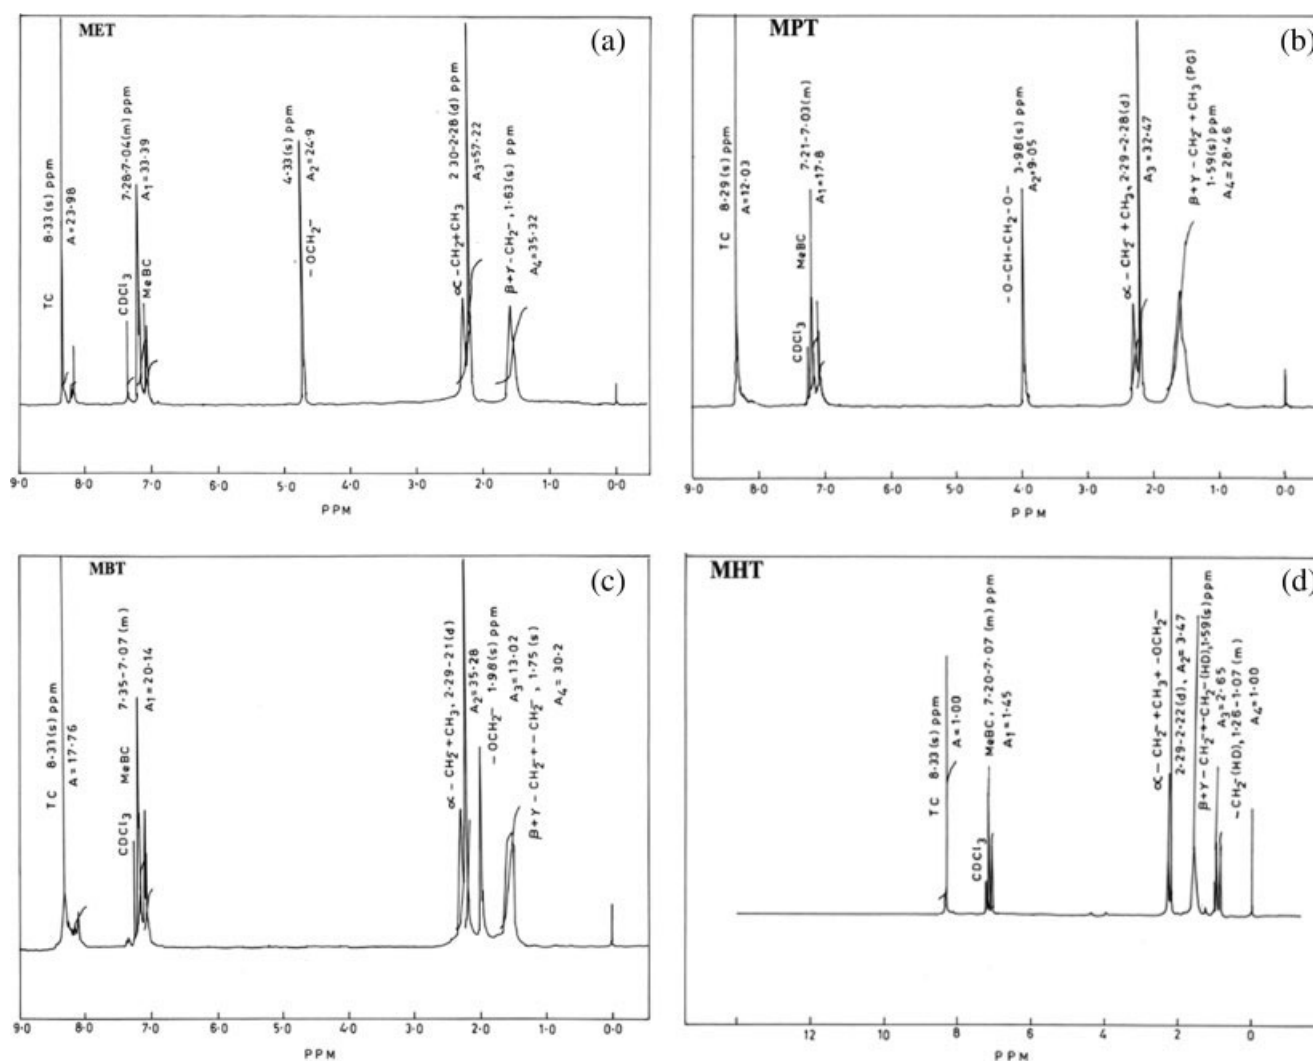 MET
(a)
TC 8·33 (s) ppm
A = 23·98
CDCl3
7·28-7·04(m) ppm
A1 = 33·39
MeBC
4·33(s) ppm
A2 = 24·9
- OCH2-
∝ - CH2+CH3
2 30-2·28(d) ppm
A3 = 57·22
β+γ - CH2-, 1·63(s) ppm
A4 = 35·32
9·0 8·0 7·0 6·0 5·0 4·0 3·0 2·0 1·0 0·0
PPM
MPT
(b)
TC 8·29(s) ppm
A = 12·03
CDCl3
MeBC 7·21-7·03(m)
A1 = 17·8
-O-CH-CH2-O-
3·98(s) ppm
A2 = 9·05
∝ - CH2- + CH3, 2·29-2·28(d)
A3 = 32·47
β+γ - CH2- + CH3(PG)
1·59(s) ppm
A4 = 28·46
9·0 8·0 7·0 6·0 5·0 4·0 3·0 2·0 1·0 0·0
PPM
MBT
(c)
TC 8·33(s) ppm
A = 17·76
CDCl3
MeBC 7·35-7·07 (m)
A1 = 20·14
∝ - CH2- + CH3, 2·29-21(d)
A2 = 35·28
- OCH2- 1·98(s) ppm
A3 = 13·02
β+γ - CH2- + - CH2-, 1·75 (s)
A4 = 30·2
9·0 8·0 7·0 6·0 5·0 4·0 3·0 2·0 1·0 0·0
PPM
MHT
(d)
TC 8·33 (s) ppm
A = 1·00
CDCl3
MeBC, 7·20-7·07 (m) ppm
A1 = 1·45
∝ - CH2- + CH3 + -OCH2-
2·29-2·22(d), A2 = 3·47
β+γ - CH2- + -CH2-(HD), 1·59(s) ppm
A3 = 2·65
- CH2-(HD), 1·26-1·07 (m)
A4 = 1·00
12 10 8 6 4 2 0
PPM